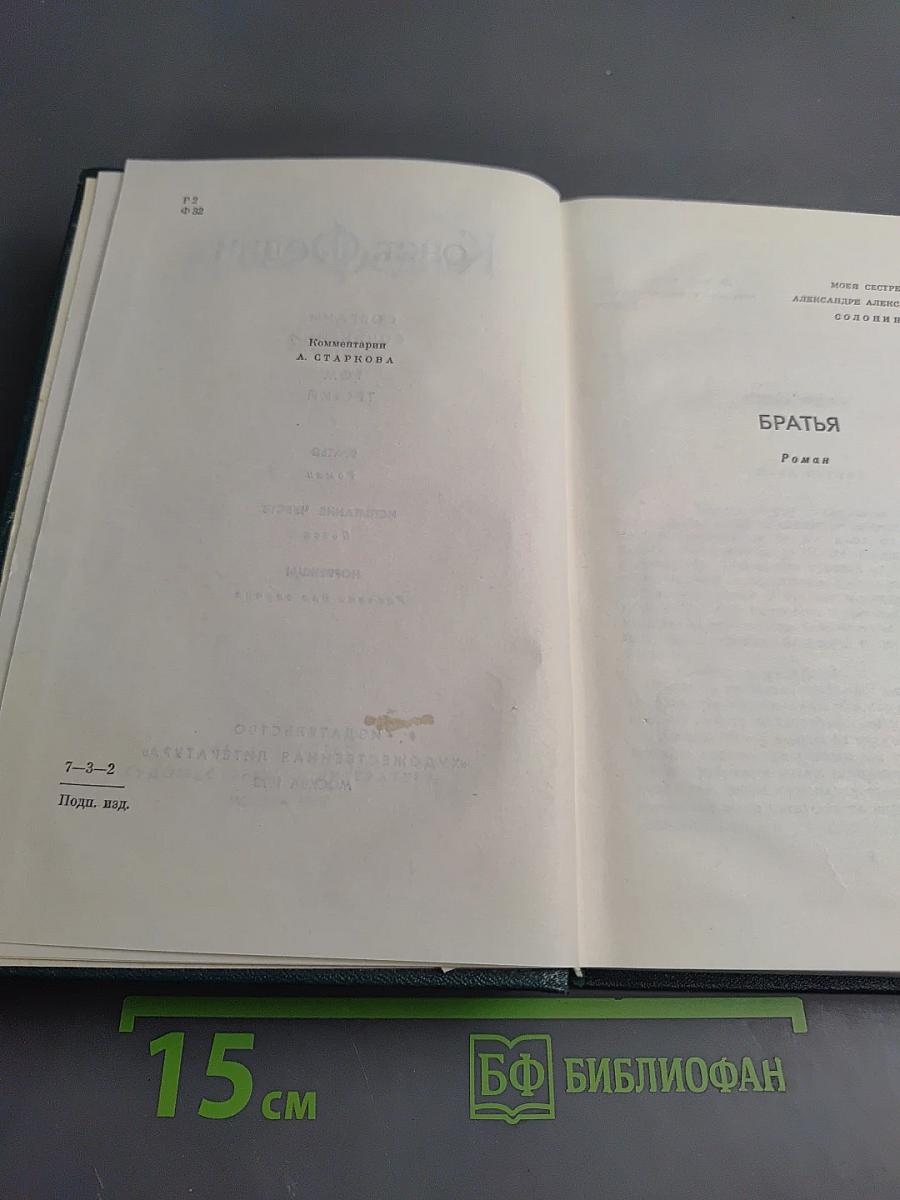 Г 2
Ф 32
Комментарии
А. СТАРКОВА
7—3—2
Подп. изд.
МОЕЙ СЕСТРЕ
АЛЕКСАНДРЕ АЛЕКС
СОЛОНИН
БРАТЬЯ
Роман
15 см
БФ БИБЛИОФАН